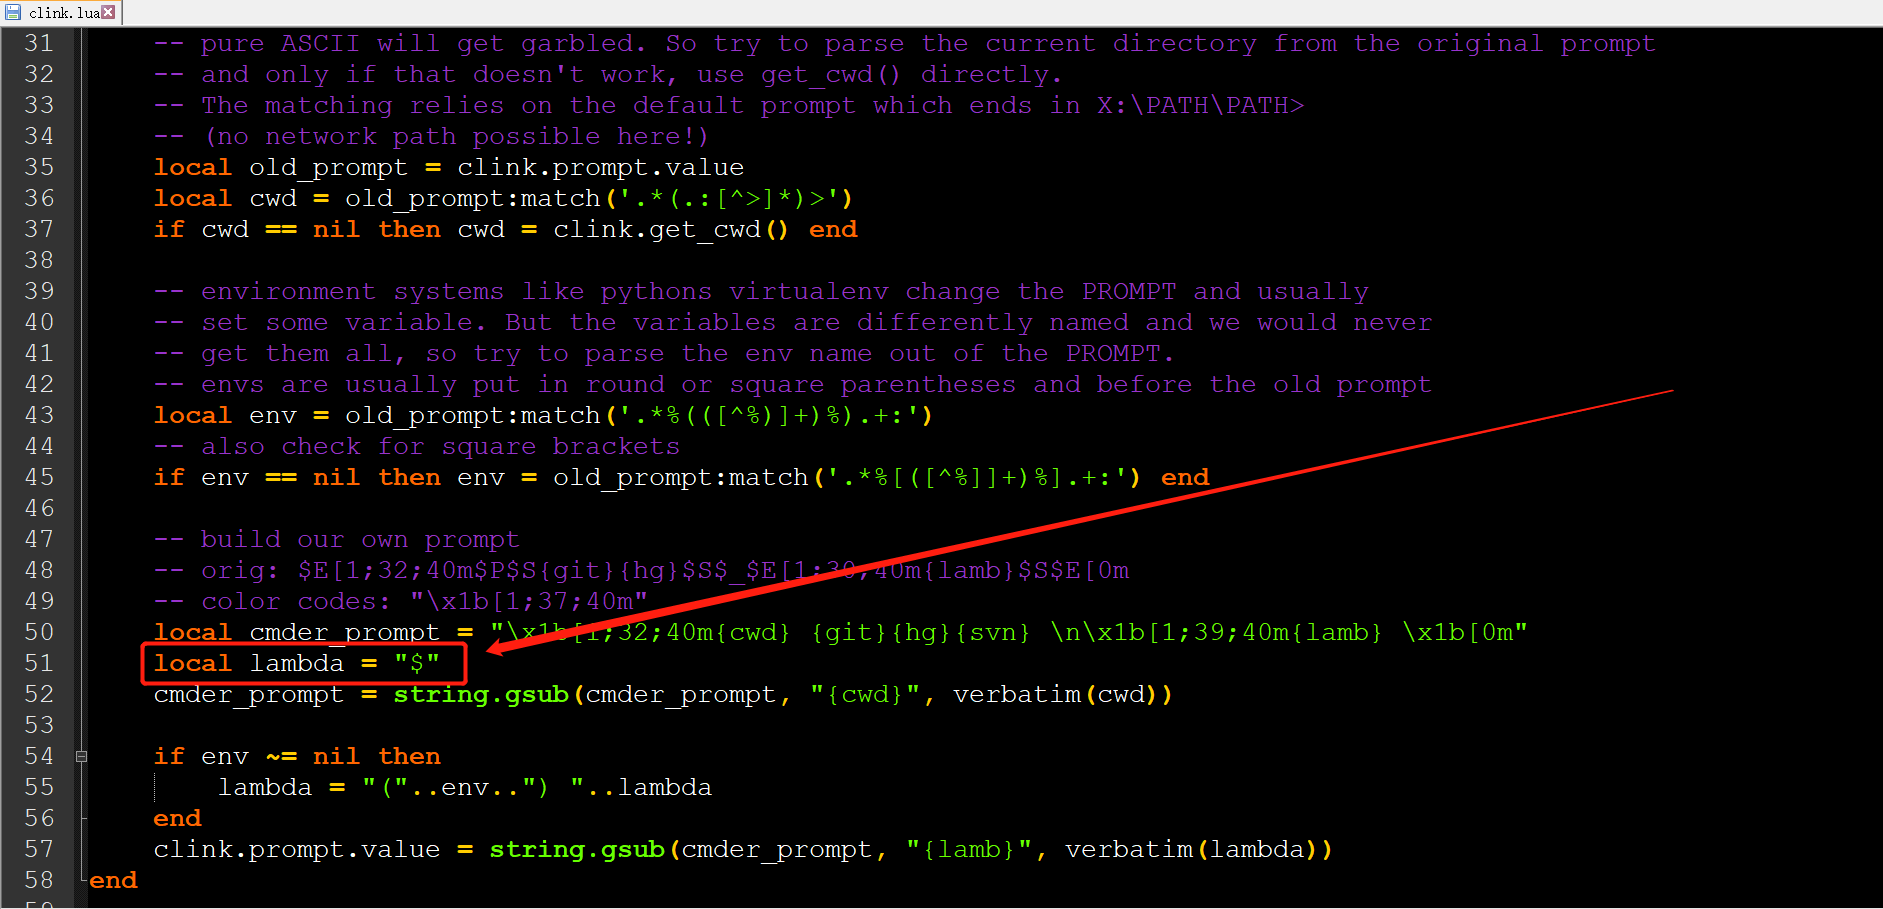 clink.lua
31 -- pure ASCII will get garbled. So try to parse the current directory from the original prompt
32 -- and only if that doesn't work, use get_cwd() directly.
33 -- The matching relies on the default prompt which ends in X:\PATH\PATH>
34 -- (no network path possible here!)
35 local old_prompt = clink.prompt.value
36 local cwd = old_prompt:match('.*(.:[^>]*)>')
37 if cwd == nil then cwd = clink.get_cwd() end
38
39 -- environment systems like pythons virtualenv change the PROMPT and usually
40 -- set some variable. But the variables are differently named and we would never
41 -- get them all, so try to parse the env name out of the PROMPT.
42 -- envs are usually put in round or square parentheses and before the old prompt
43 local env = old_prompt:match('.*%(([^%)]+)%).+:')
44 -- also check for square brackets
45 if env == nil then env = old_prompt:match('.*%[([^%]]+)%].+:') end
46
47 -- build our own prompt
48 -- orig: $E[1;32;40m$P$S{git}{hg}$S$_$E[1;30;40m{lamb}$S$E[0m
49 -- color codes: "\x1b[1;37;40m"
50 local cmder_prompt = "\x1b[1;32;40m{cwd} {git}{hg}{svn} \n\x1b[1;39;40m{lamb} \x1b[0m"
51 local lambda = "$"
52 cmder_prompt = string.gsub(cmder_prompt, "{cwd}", verbatim(cwd))
53
54 if env ~= nil then
55 lambda = "("..env..") "..lambda
56 end
57 clink.prompt.value = string.gsub(cmder_prompt, "{lamb}", verbatim(lambda))
58 end
59